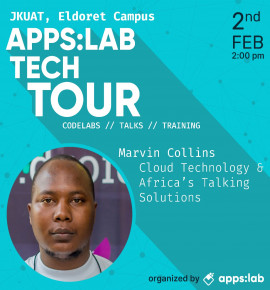 JKUAT, Eldoret Campus
APPS:LAB
TECH
TOUR
CODELABS // TALKS // TRAINING
2nd
FEB
2:00 pm
Marvin Collins
Cloud Technology &
Africa's Talking
Solutions
organized by apps:lab